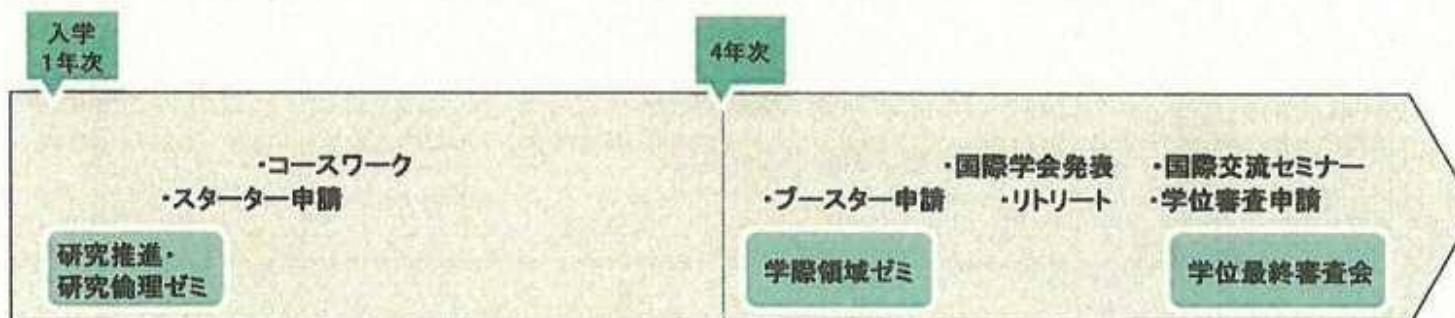 入学
1年次
4年次
・コースワーク
・スターター申請
研究推進・
研究倫理ゼミ
・国際学会発表
・国際交流セミナー
・ブースター申請
・リトリート
・学位審査申請
学際領域ゼミ
学位最終審査会